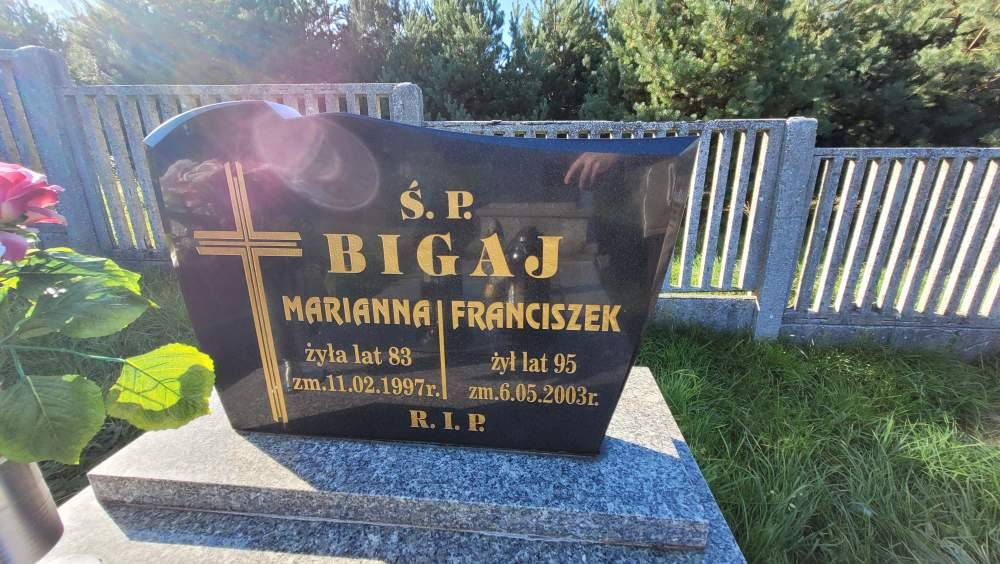 Ś. P.
BIGAJ
MARIANNA
żyła lat 83
zm.11.02.1997r.
FRANCISZEK
żył lat 95
zm.6.05.2003r.
R. I. P.